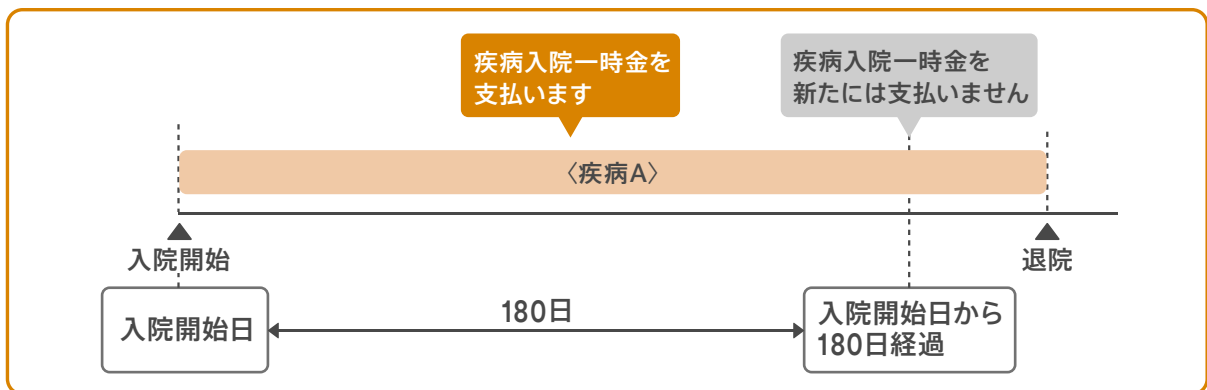 疾病入院一時金を
支払います
疾病入院一時金を
新たには支払いません
〈疾病A〉
入院開始
退院
入院開始日
180日
入院開始日から
180日経過